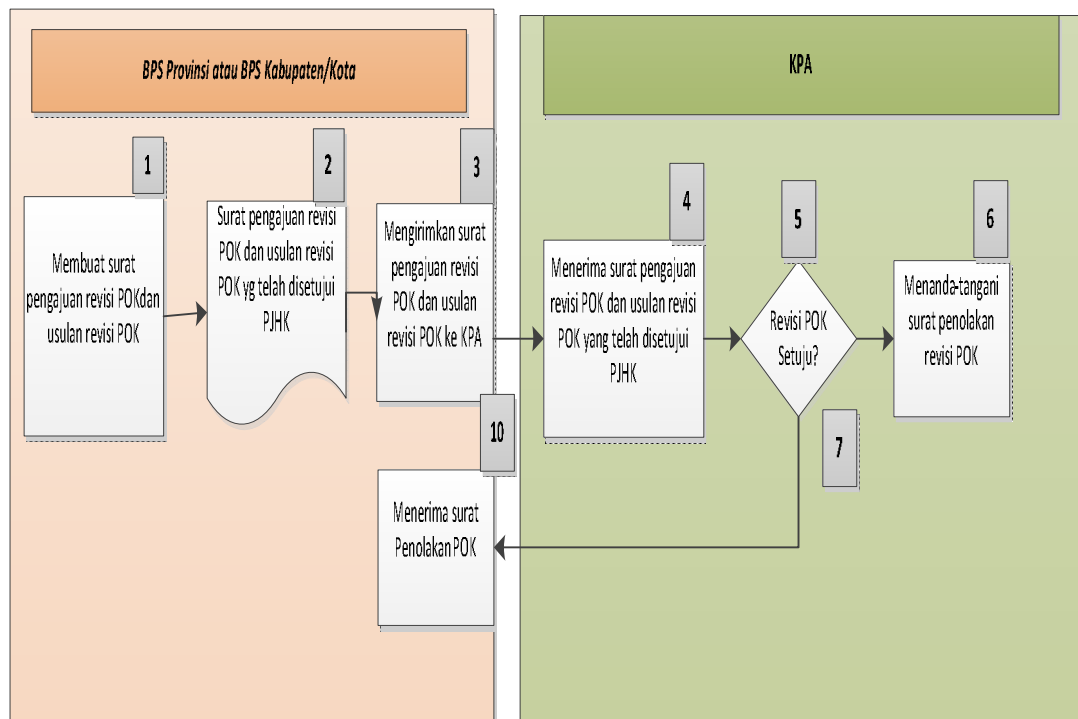 BPS Provinsi atau BPS Kabupaten/Kota
KPA
1
Membuat surat
pengajuan revisi POKdan
usulan revisi POK
2
Surat pengajuan revisi
POK dan usulan revisi
POK yg telah disetujui
PJHK
3
Mengirimkan surat
pengajuan revisi
POK dan usulan
revisi POK ke KPA
4
Menerima surat pengajuan
revisi POK dan usulan revisi
POK yang telah disetujui
PJHK
5
Revisi POK
Setuju?
6
Menanda-tangani
surat penolakan
revisi POK
7
10
Menerima surat
Penolakan POK